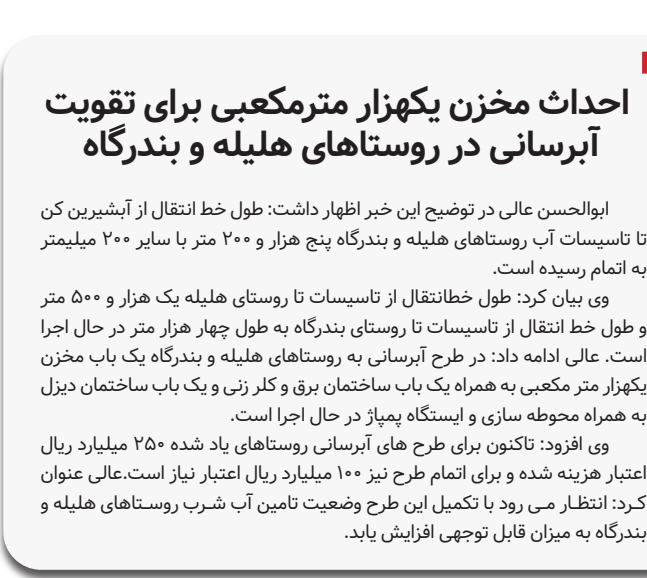 احداث مخزن یکهزار مترمکعبی برای تقویت
آبرسانی در روستاهای هلیله و بندرگاه
ابوالحسن عالی در توضیح این خبر اظهار داشت: طول خط انتقال از آبشیرین کن
تا تاسیسات آب روستاهای هلیله و بندرگاه پنج هزار و ۲۰۰ متر با سایر ۲۰۰ میلیمتر
به اتمام رسیده است.
وی بیان کرد: طول خطانتقال از تاسیسات تا روستای هلیله یک هزار و ۵۰۰ متر
و طول خط انتقال از تاسیسات تا روستای بندرگاه به طول چهار هزار متر در حال اجرا
است. عالی ادامه داد: در طرح آبرسانی به روستاهای هلیله و بندرگاه یک باب مخزن
یکهزار متر مکعبی به همراه یک باب ساختمان برق و کلر زنی و یک باب ساختمان دیزل
به همراه محوطه سازی و ایستگاه پمپاژ در حال اجرا است.
وی افزود: تاکنون برای طرح های آبرسانی روستاهای یاد شده ۲۵۰ میلیارد ریال
اعتبار هزینه شده و برای اتمام طرح نیز ۱۰۰ میلیارد ریال اعتبار نیاز است.عالی عنوان
کرد: انتظار می رود با تکمیل این طرح وضعیت تامین آب شرب روستاهای هلیله و
بندرگاه به میزان قابل توجهی افزایش یابد.